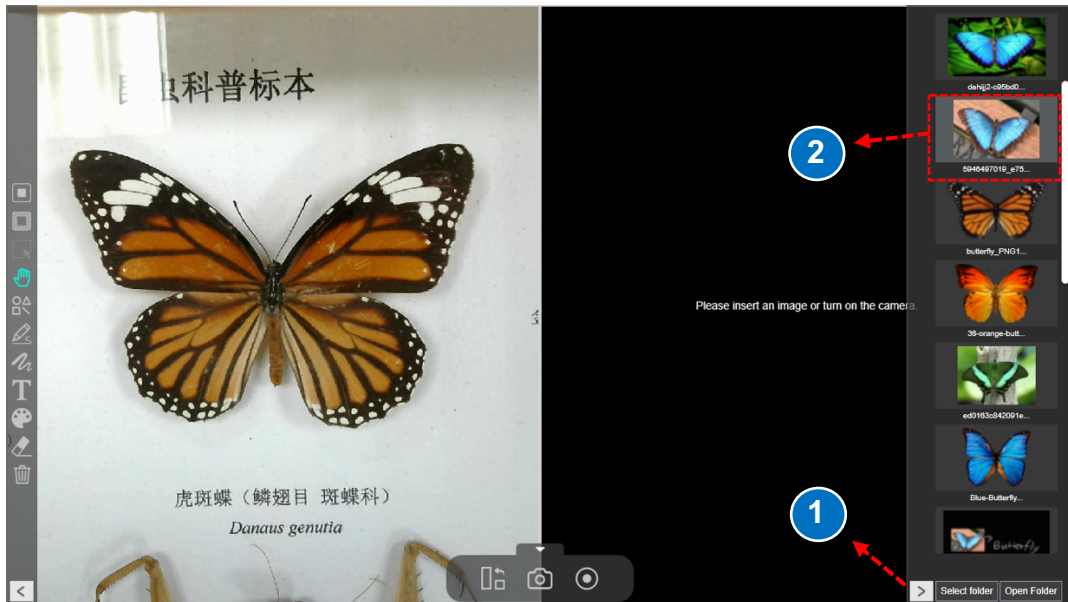 虫科普标本
虎斑蝶（鳞翅目 斑蝶科）
Danaus genutia
T
Please insert an image or turn on the camera.
2
1
dehijj2-c95bd0...
5946497019_e75...
butterfly_PNG1...
36-orange-butt...
ed0163c842091e...
Blue-Butterfly...
Butterfly
<
>
Select folder
Open Folder